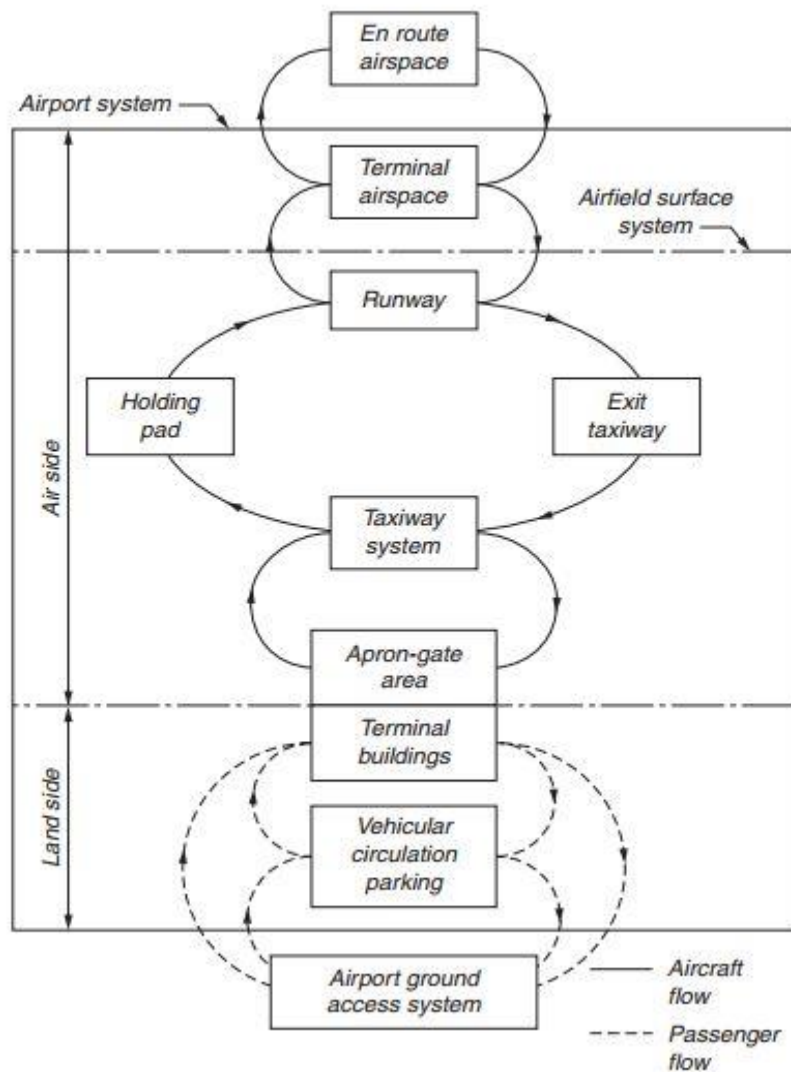 En route
airspace
Airport system
Terminal
airspace
Airfield surface
system
Runway
Holding
pad
Exit
taxiway
Air side
Taxiway
system
Apron-gate
area
Terminal
buildings
Land side
Vehicular
circulation
parking
Airport ground
access system
Aircraft
flow
Passenger
flow